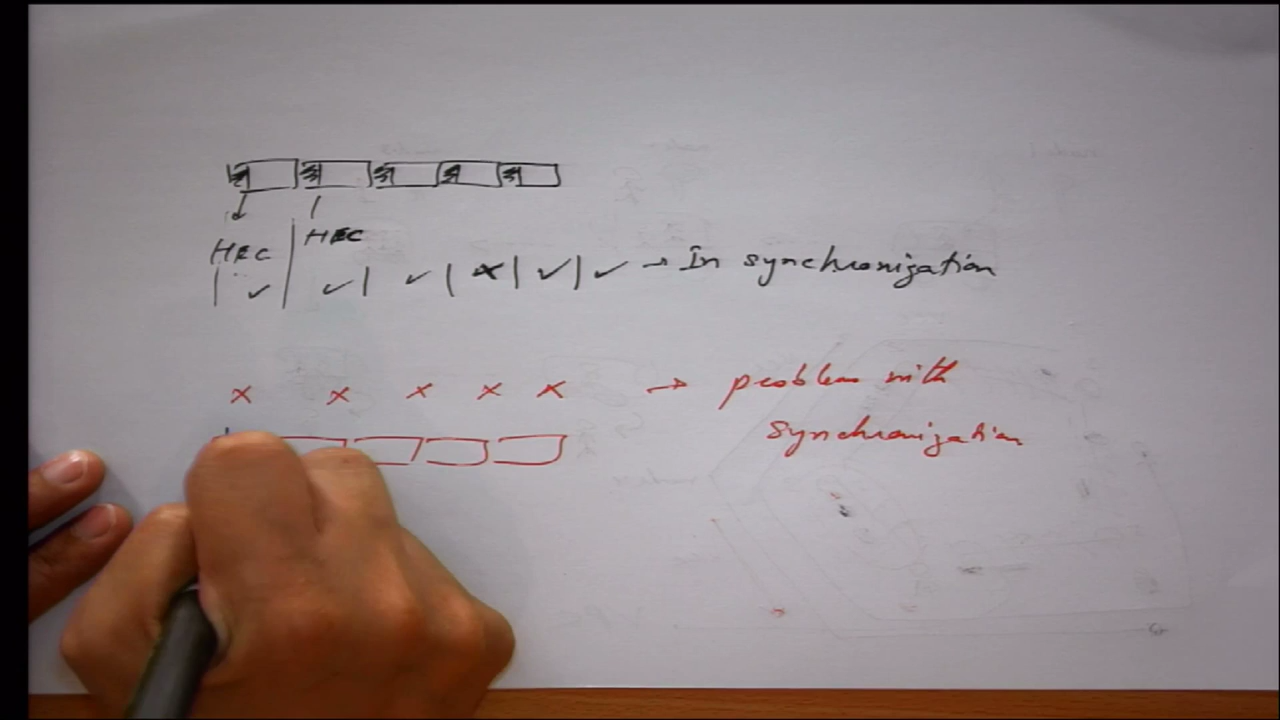 HEC | HEC
| ✓ | ✓ | ✓ | ✗ | ✓ | ✓ → In synchronization
× × × × × → problem with
synchronization